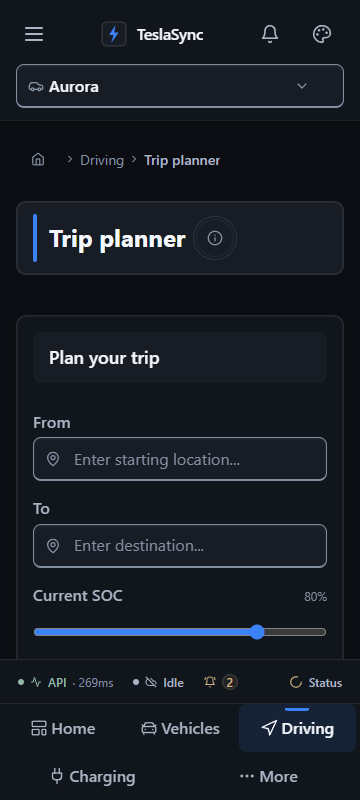 TeslaSync
Aurora
Driving
Trip planner
Trip planner
Plan your trip
From
Enter starting location...
To
Enter destination...
Current SOC 80%
API · 269ms Idle 2 Status
Home Vehicles Driving
Charging More